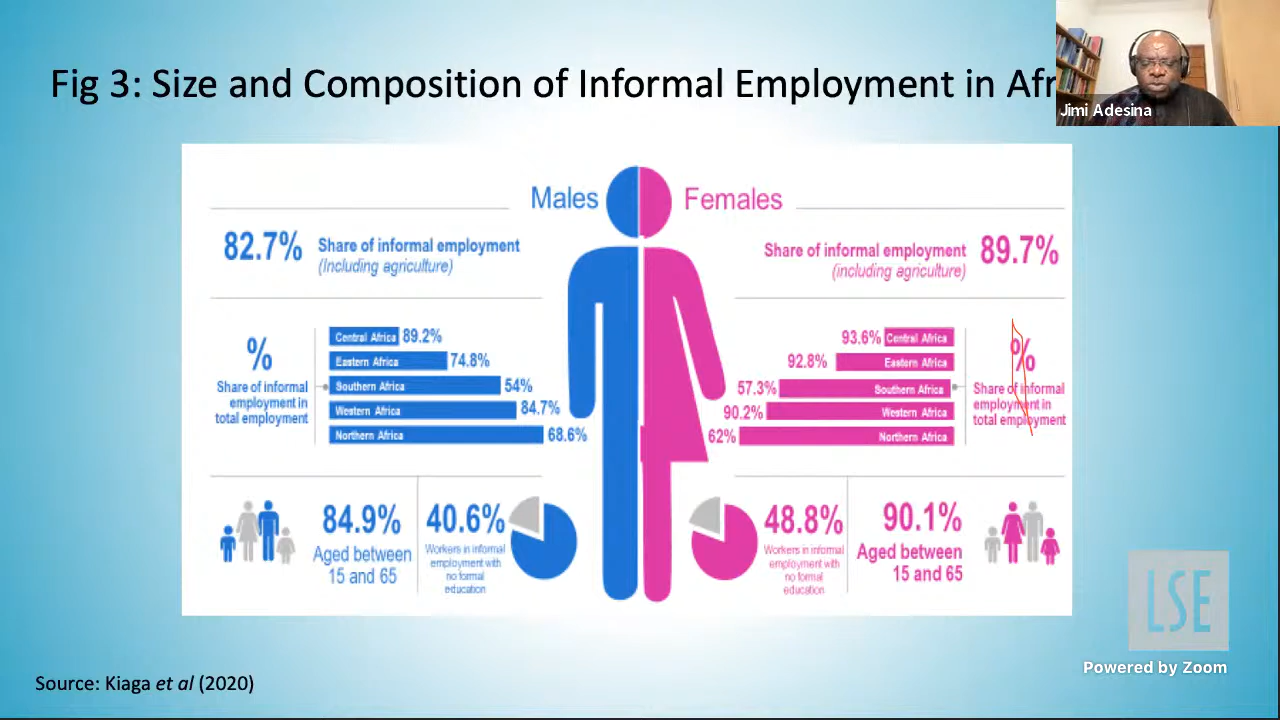 Fig 3: Size and Composition of Informal Employment in Afr
Jimi Adesina
Males
Females
82.7%
Share of informal employment
(Including agriculture)
Share of informal employment
(including agriculture)
89.7%
%
Share of informal
employment in
total employment
Central Africa 89.2%
Eastern Africa 74.8%
Southern Africa 54%
Western Africa 84.7%
Northern Africa 68.6%
93.6% Central Africa
92.8% Eastern Africa
57.3% Southern Africa
90.2% Western Africa
62% Northern Africa
%
Share of informal
employment in
total employment
84.9%
Aged between
15 and 65
40.6%
Workers in informal
employment with
no formal
education
48.8%
Workers in informal
employment with
no formal
education
90.1%
Aged between
15 and 65
LSE
Powered by Zoom
Source: Kiaga et al (2020)